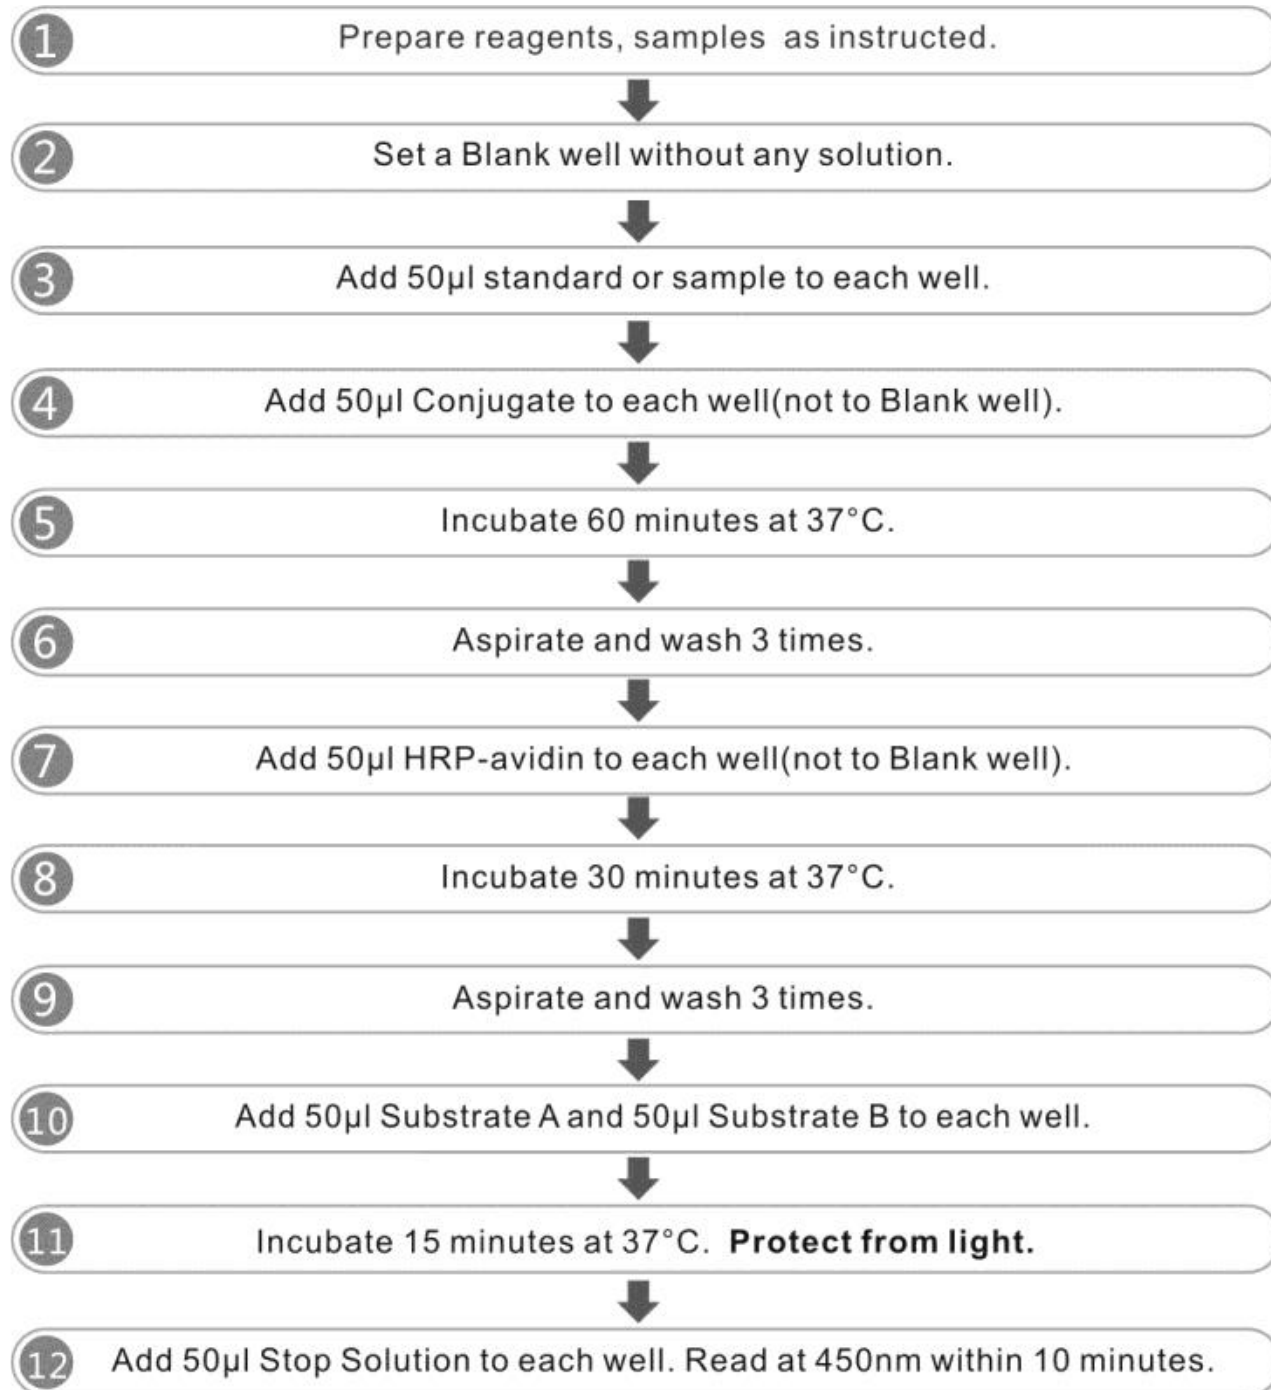 1 Prepare reagents, samples as instructed.
2 Set a Blank well without any solution.
3 Add 50µl standard or sample to each well.
4 Add 50µl Conjugate to each well(not to Blank well).
5 Incubate 60 minutes at 37°C.
6 Aspirate and wash 3 times.
7 Add 50µl HRP-avidin to each well(not to Blank well).
8 Incubate 30 minutes at 37°C.
9 Aspirate and wash 3 times.
10 Add 50µl Substrate A and 50µl Substrate B to each well.
11 Incubate 15 minutes at 37°C. Protect from light.
12 Add 50µl Stop Solution to each well. Read at 450nm within 10 minutes.